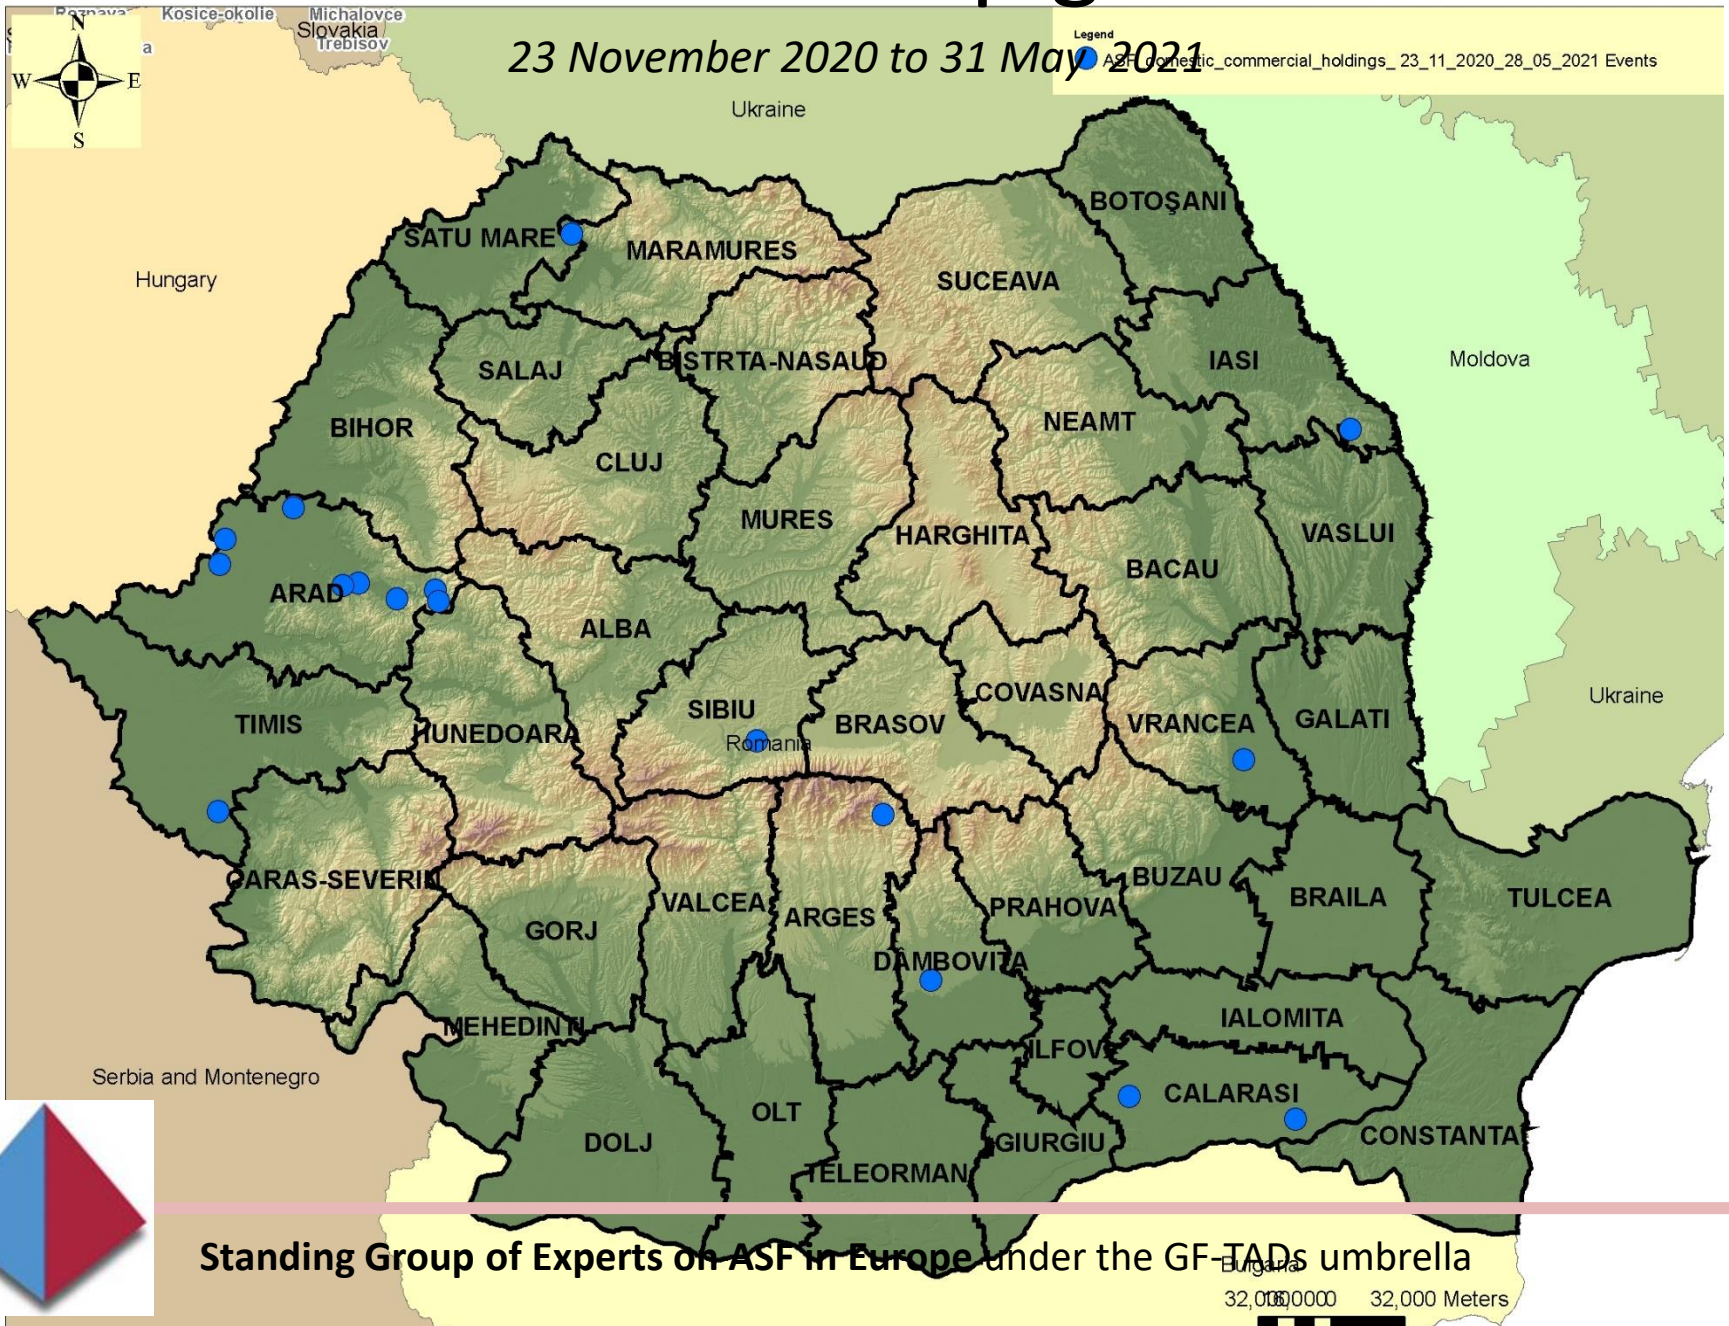 Kosice-okolie
Michalovce
Slovakia
Trebisov
N
W
E
S
23 November 2020 to 31 May 2021
Legend
ASF_domestic_commercial_holdings_ 23_11_2020_28_05_2021 Events
Ukraine
BOTOŞANI
SATU MARE
MARAMURES
SUCEAVA
Hungary
IASI
Moldova
SALAJ
BISTRTA-NASAUD
NEAMT
BIHOR
CLUJ
MURES
HARGHITA
VASLUI
BACAU
ARAD
ALBA
COVASNA
Ukraine
SIBIU
BRASOV
VRANCEA
GALATI
TIMIS
HUNEDOARA
Romania
CARAS-SEVERIN
VALCEA
ARGES
PRAHOVA
BUZAU
BRAILA
TULCEA
GORJ
DÂMBOVITA
MEHEDINTI
IALOMITA
ILFOV
Serbia and Montenegro
CALARASI
OLT
DOLJ
GIURGIU
CONSTANTA
TELEORMAN
Standing Group of Experts on ASF in Europe under the GF-TADs umbrella
Bulgaria
32,000 Meters